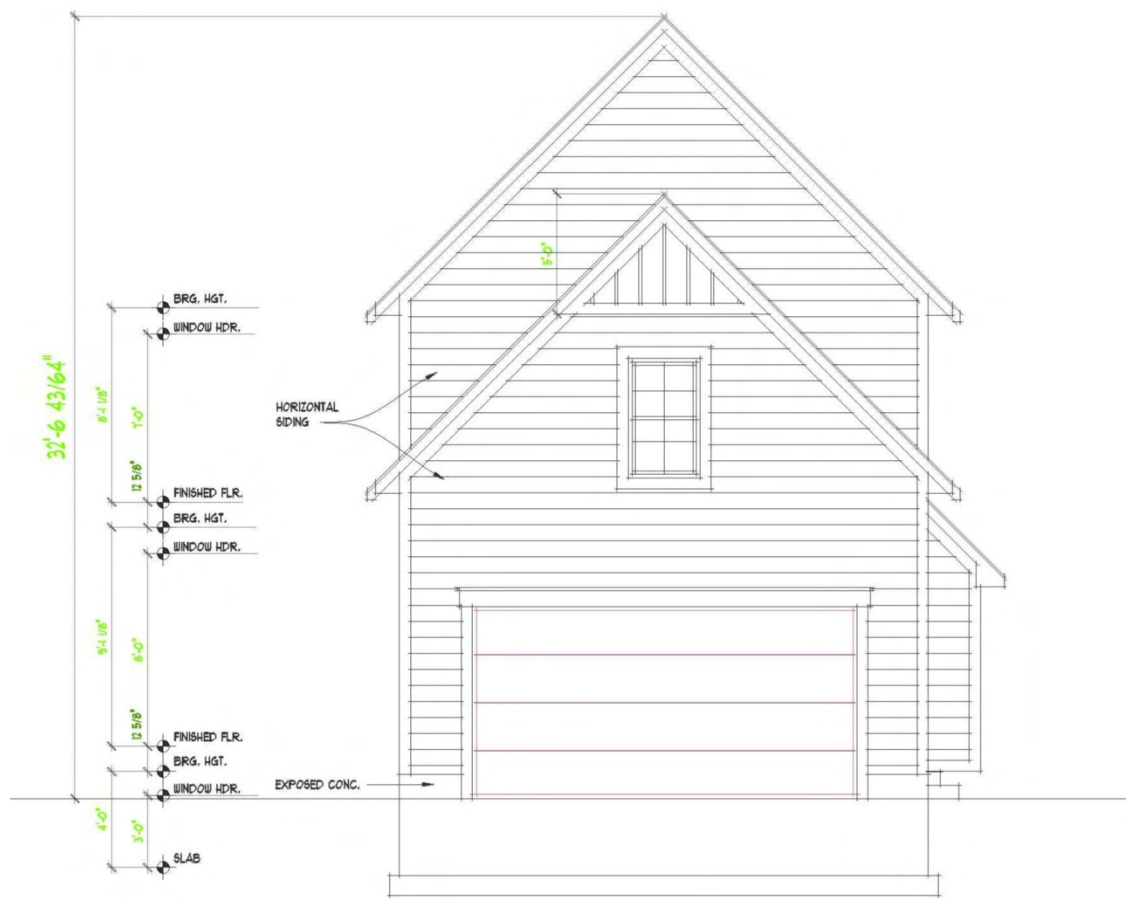 32'-6 43/64"
BRG. HGT.
WINDOW HDR.
8'-1 1/8"
7'-0"
12 5/8"
FINISHED FLR.
BRG. HGT.
WINDOW HDR.
9'-1 1/8"
8'-0"
12 5/8"
FINISHED FLR.
BRG. HGT.
WINDOW HDR.
4'-0"
3'-0"
SLAB
HORIZONTAL
SIDING
EXPOSED CONC.
5'-0"